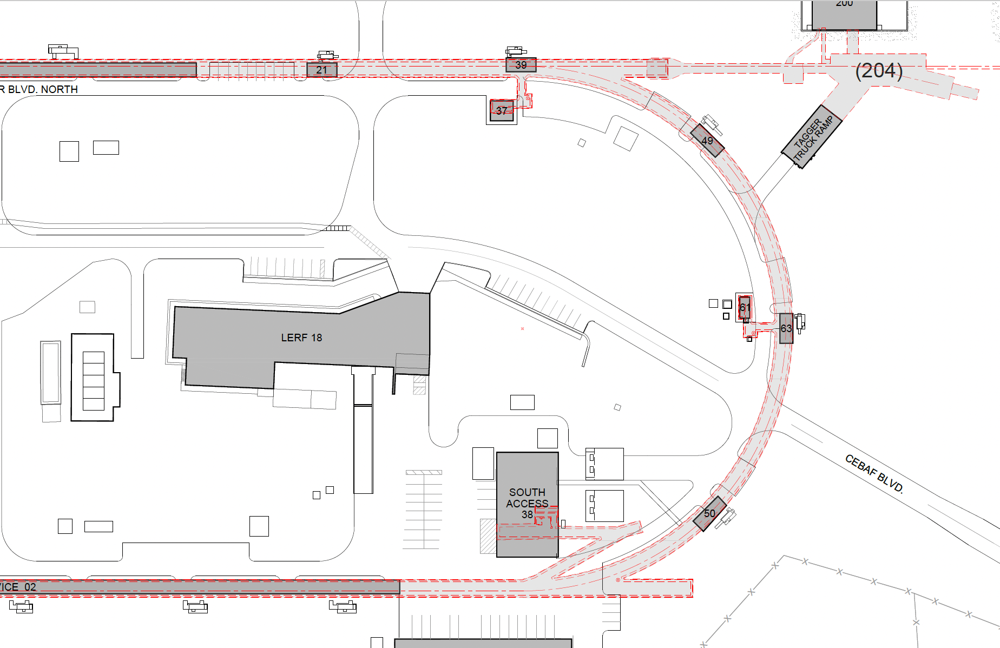 200
39
21
(204)
R BLVD. NORTH
37
TAGGER
TRUCK RAMP
49
61
63
LERF 18
CEBAF BLVD.
SOUTH
ACCESS
38
50
VICE 02